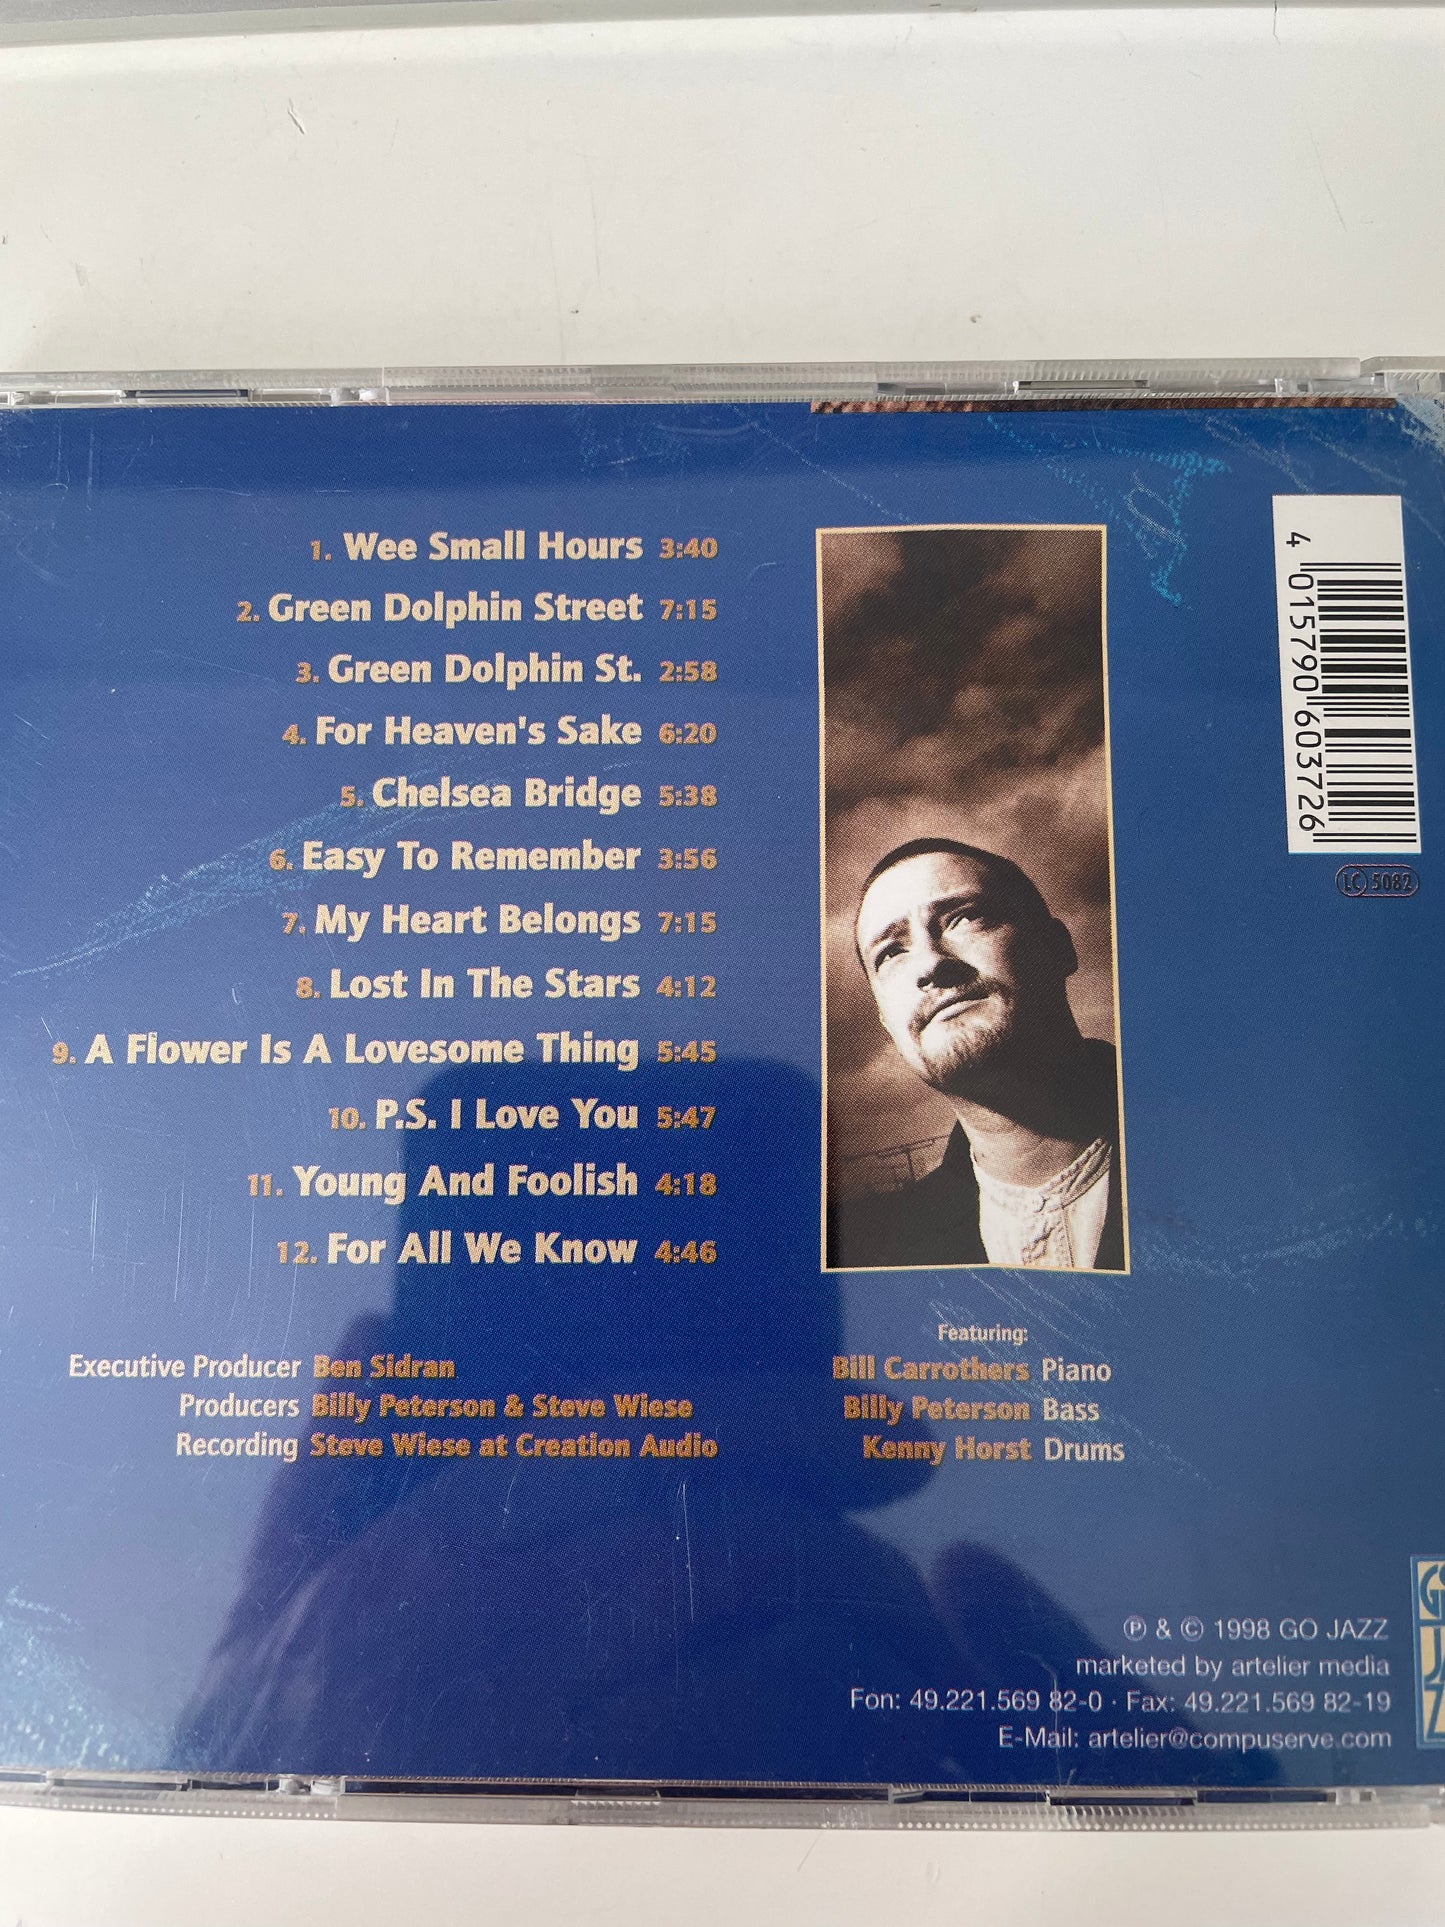 1. Wee Small Hours 3:40
2. Green Dolphin Street 7:15
3. Green Dolphin St. 2:58
4. For Heaven's Sake 6:20
5. Chelsea Bridge 5:38
6. Easy To Remember 3:56
7. My Heart Belongs 7:15
8. Lost In The Stars 4:12
9. A Flower Is A Lovesome Thing 5:45
10. P.S. I Love You 5:47
11. Young And Foolish 4:18
12. For All We Know 4:46
Executive Producer Ben Sidran
Producers Billy Peterson & Steve Wiese
Recording Steve Wiese at Creation Audio
4 015790 603726
LC 5082
Featuring:
Bill Carrothers Piano
Billy Peterson Bass
Kenny Horst Drums
℗ & © 1998 GO JAZZ
marketed by artelier media
Fon: 49.221.569 82-0 · Fax: 49.221.569 82-19
E-Mail: artelier@compuserve.com